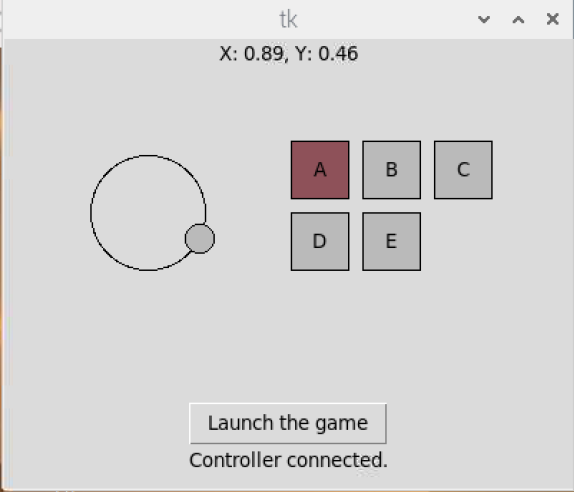 tk
X: 0.89, Y: 0.46
A B C
D E
Launch the game
Controller connected.